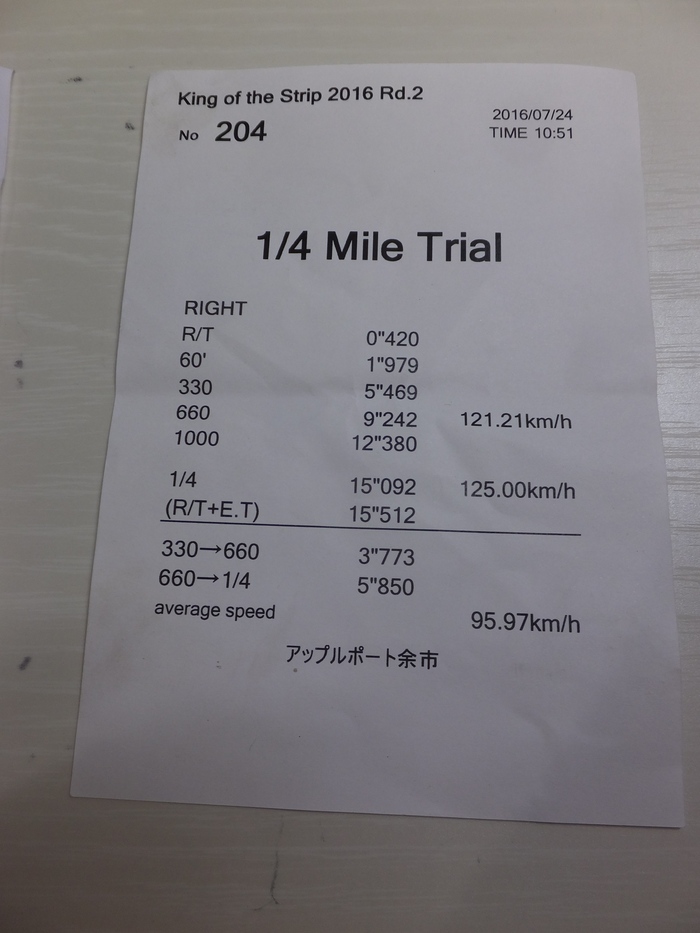 King of the Strip 2016 Rd.2
2016/07/24
No 204
TIME 10:51
1/4 Mile Trial
RIGHT
R/T 0"420
60' 1"979
330 5"469
660 9"242 121.21km/h
1000 12"380
1/4 15"092 125.00km/h
(R/T+E.T) 15"512
330→660 3"773
660→1/4 5"850
average speed 95.97km/h
アップルポート余市